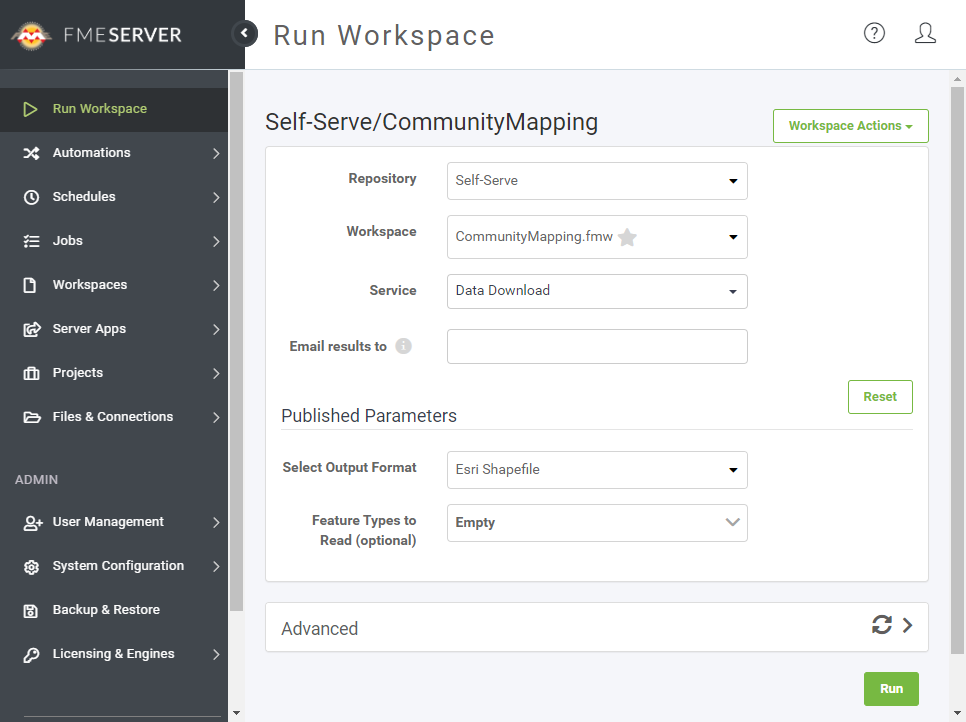 FMESERVER
Run Workspace
Run Workspace
Automations
Schedules
Jobs
Workspaces
Server Apps
Projects
Files & Connections
ADMIN
User Management
System Configuration
Backup & Restore
Licensing & Engines
Self-Serve/CommunityMapping
Workspace Actions
Repository
Self-Serve
Workspace
CommunityMapping.fmw
Service
Data Download
Email results to
Reset
Published Parameters
Select Output Format
Esri Shapefile
Feature Types to
Read (optional)
Empty
Advanced
Run